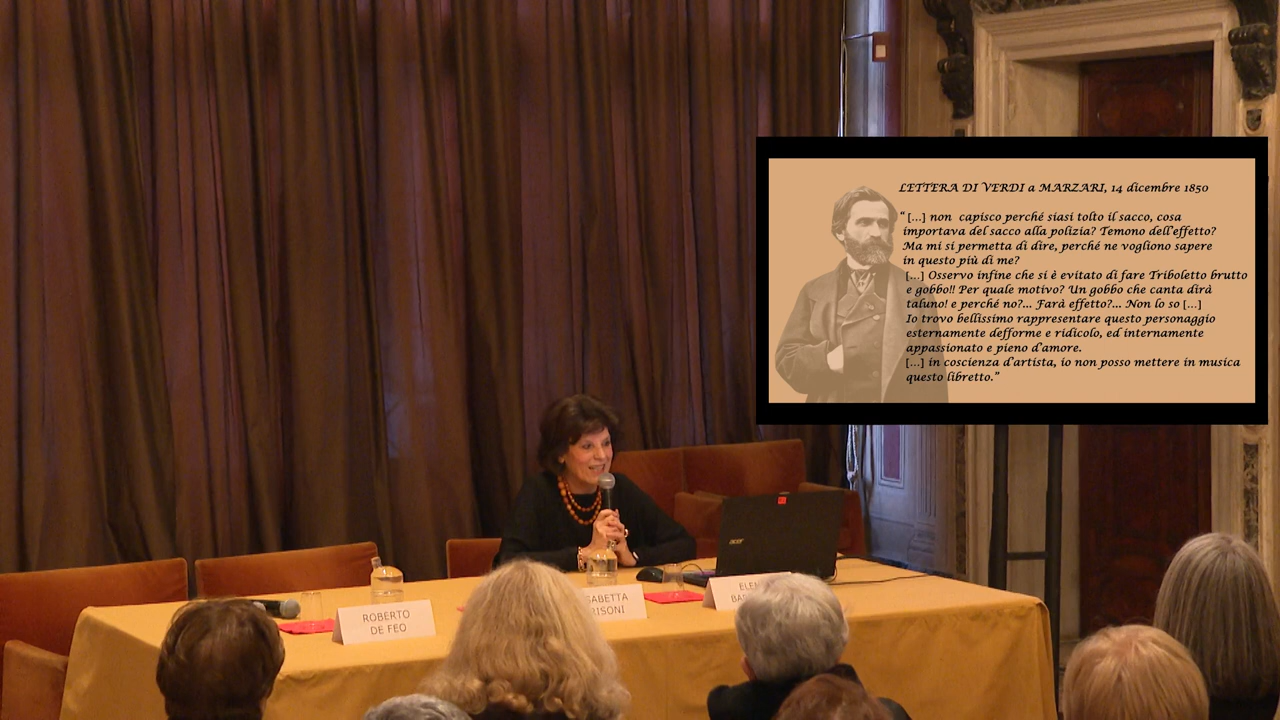 LETTERA DI VERDI a MARZARI, 14 dicembre 1850
“ [...] non capisco perché siasi tolto il sacco, cosa
importava del sacco alla polizia? Temono dell'effetto?
Ma mi si permetta di dire, perché ne vogliono sapere
in questo più di me?
[...] Osservo infine che si è evitato di fare Triboletto brutto
e gobbo!! Per quale motivo? Un gobbo che canta dirà
taluno! e perché no?... Farà effetto?... Non lo so [...]
Io trovo bellissimo rappresentare questo personaggio
esternamente defforme e ridicolo, ed internamente
appassionato e pieno d'amore.
[...] in coscienza d'artista, io non posso mettere in musica
questo libretto.”
acer
ROBERTO
DE FEO